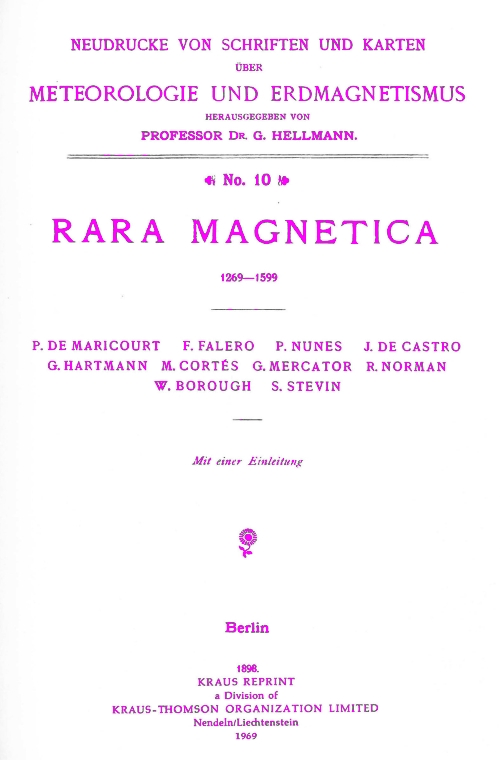 NEUDRUCKE VON SCHRIFTEN UND KARTEN
ÜBER
METEOROLOGIE UND ERDMAGNETISMUS
HERAUSGEGEBEN VON
PROFESSOR DR. G. HELLMANN.
No. 10
RARA MAGNETICA
1269—1599
P. DE MARICOURT F. FALERO P. NUNES J. DE CASTRO
G. HARTMANN M. CORTÉS G. MERCATOR R. NORMAN
W. BOROUGH S. STEVIN
Mit einer Einleitung
Berlin
1898.
KRAUS REPRINT
a Division of
KRAUS-THOMSON ORGANIZATION LIMITED
Nendeln/Liechtenstein
1969